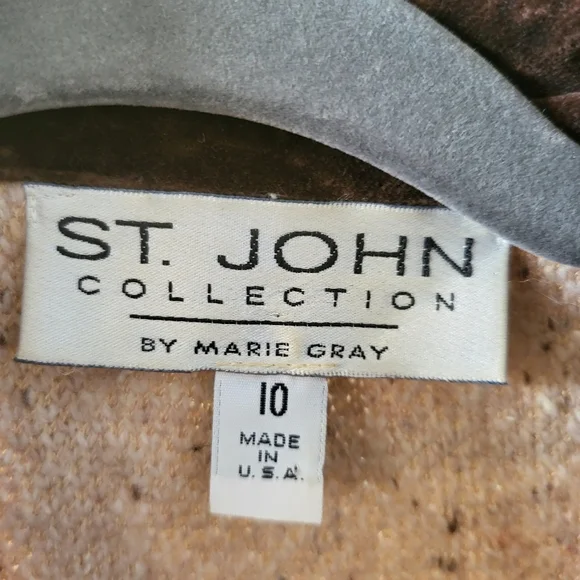 ST. JOHN
COLLECTION
BY MARIE GRAY
10
MADE
IN
U.S.A.